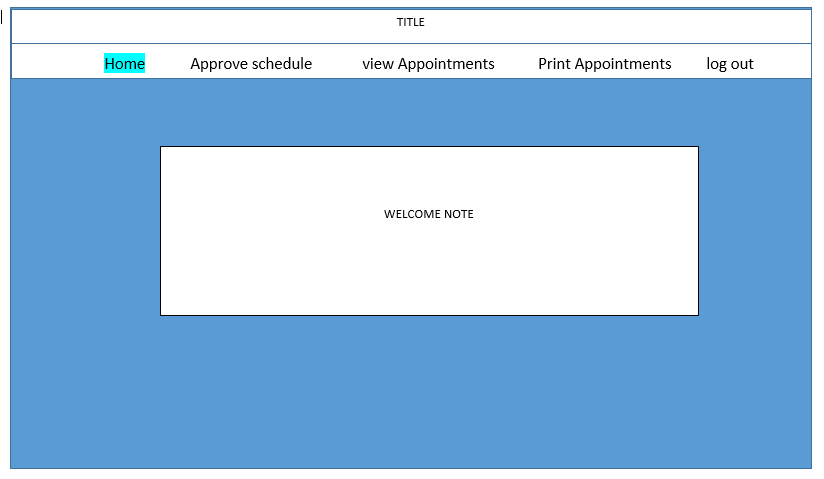 TITLE
Home Approve schedule view Appointments Print Appointments log out
WELCOME NOTE